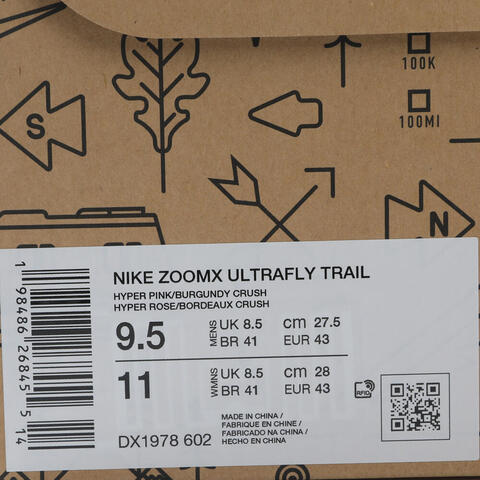 100K
100MI
S
N
NIKE ZOOMX ULTRAFLY TRAIL
HYPER PINK/BURGUNDY CRUSH
HYPER ROSE/BORDEAUX CRUSH
9.5 MENS UK 8.5 cm 27.5
BR 41 EUR 43
11 WMNS UK 8.5 cm 28
BR 41 EUR 43
RFID
MADE IN CHINA /
FABRIQUE EN CHINE /
FABRICADO NA CHINA /
HECHO EN CHINA
DX1978 602
1 98486 26845 5 14